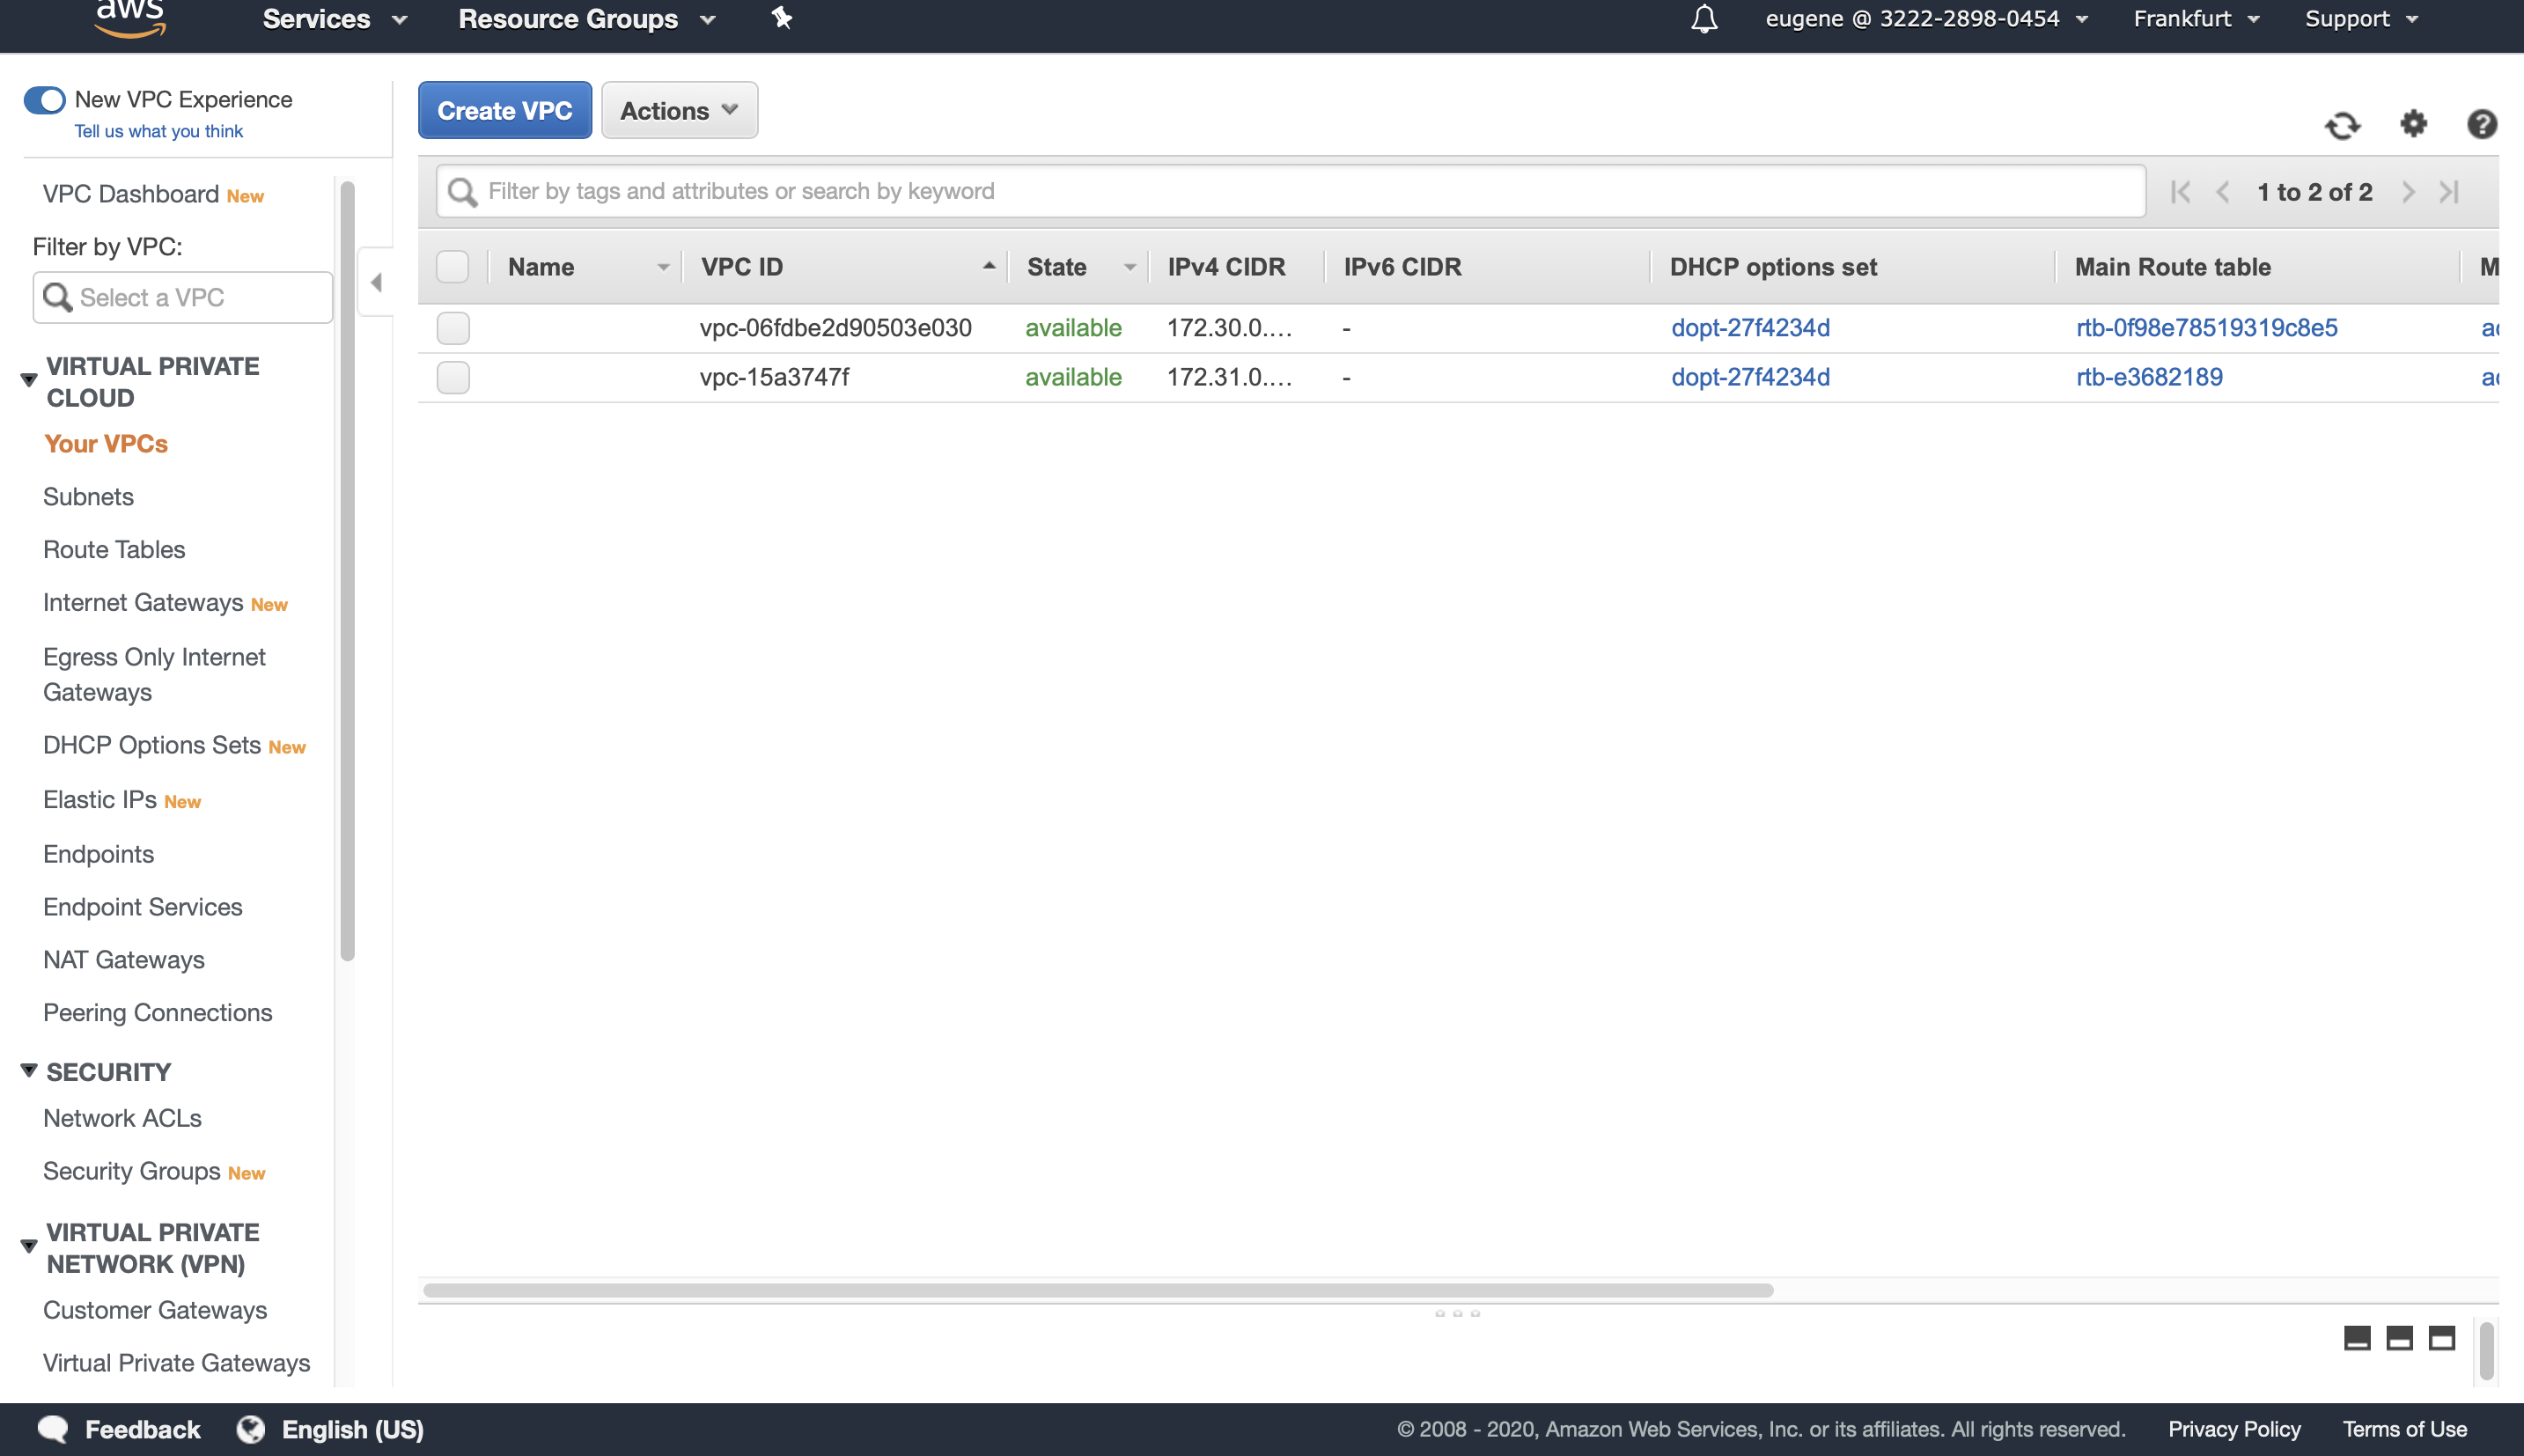 aws Services Resource Groups eugene @ 3222-2898-0454 Frankfurt Support
New VPC Experience
Tell us what you think
Create VPC Actions
VPC Dashboard New
Filter by VPC:
Select a VPC
VIRTUAL PRIVATE
CLOUD
Your VPCs
Subnets
Route Tables
Internet Gateways New
Egress Only Internet
Gateways
DHCP Options Sets New
Elastic IPs New
Endpoints
Endpoint Services
NAT Gateways
Peering Connections
SECURITY
Network ACLs
Security Groups New
VIRTUAL PRIVATE
NETWORK (VPN)
Customer Gateways
Virtual Private Gateways
Filter by tags and attributes or search by keyword 1 to 2 of 2
Name VPC ID State IPv4 CIDR IPv6 CIDR DHCP options set Main Route table
vpc-06fdbe2d90503e030 available 172.30.0.… - dopt-27f4234d rtb-0f98e78519319c8e5
vpc-15a3747f available 172.31.0.… - dopt-27f4234d rtb-e3682189
Feedback English (US) © 2008 - 2020, Amazon Web Services, Inc. or its affiliates. All rights reserved. Privacy Policy Terms of Use